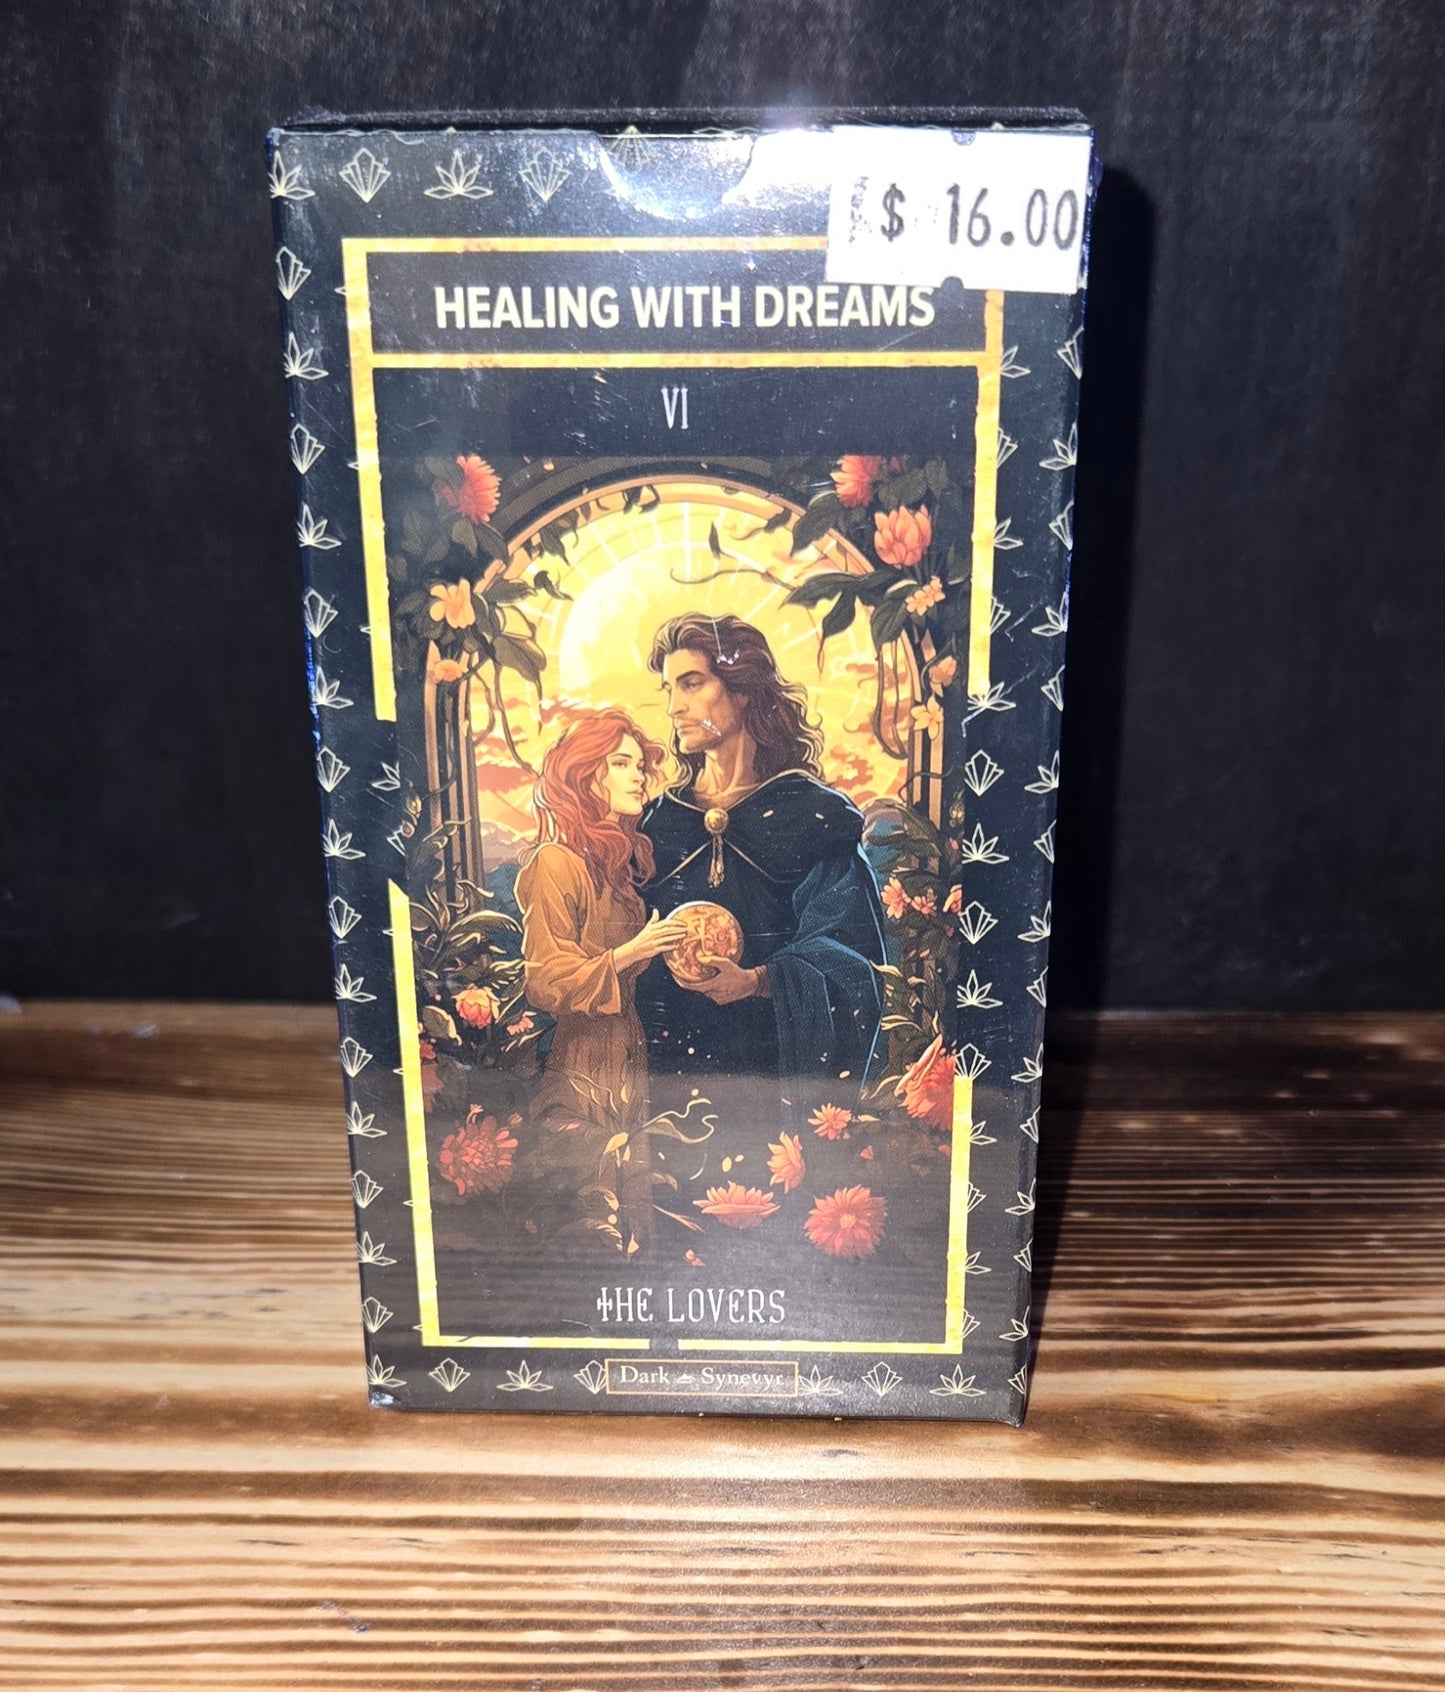 $ 16.00
HEALING WITH DREAMS
VI
THE LOVERS
Dark Synevyr